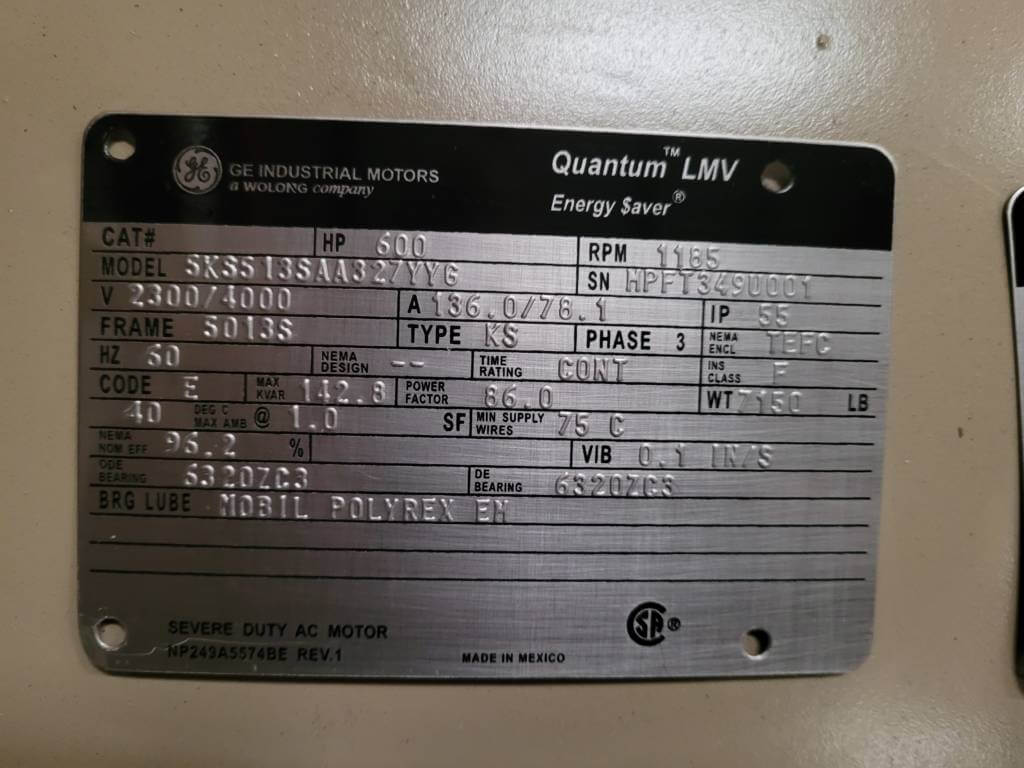 GE GE INDUSTRIAL MOTORS
a WOLONG company
Quantum™ LMV
Energy $aver®
CAT# HP 600 RPM 1185
MODEL 5KS513SAA327YYG SN MPFT349U001
V 2300/4000 A 136.0/78.1 IP 55
FRAME 5013S TYPE KS PHASE 3 NEMA ENCL TEFC
HZ 60 NEMA DESIGN -- TIME RATING CONT INS CLASS F
CODE E MAX KVAR 142.8 POWER FACTOR 86.0 WT 7150 LB
40 DEG C MAX AMB @ 1.0 SF MIN SUPPLY WIRES 75 C
NEMA NOM EFF 96.2 % VIB 0.1 IN/S
ODE BEARING 6320ZC3 DE BEARING 6320ZC3
BRG LUBE MOBIL POLYREX EM
SEVERE DUTY AC MOTOR
NP249A5574BE REV.1
MADE IN MEXICO
SA®